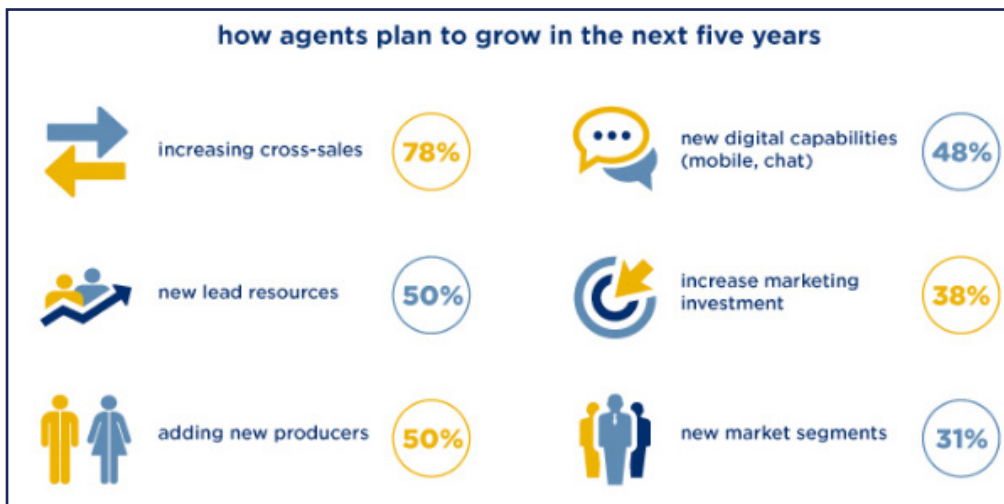 how agents plan to grow in the next five years
increasing cross-sales
78%
new lead resources
50%
adding new producers
50%
new digital capabilities
(mobile, chat)
48%
increase marketing
investment
38%
new market segments
31%